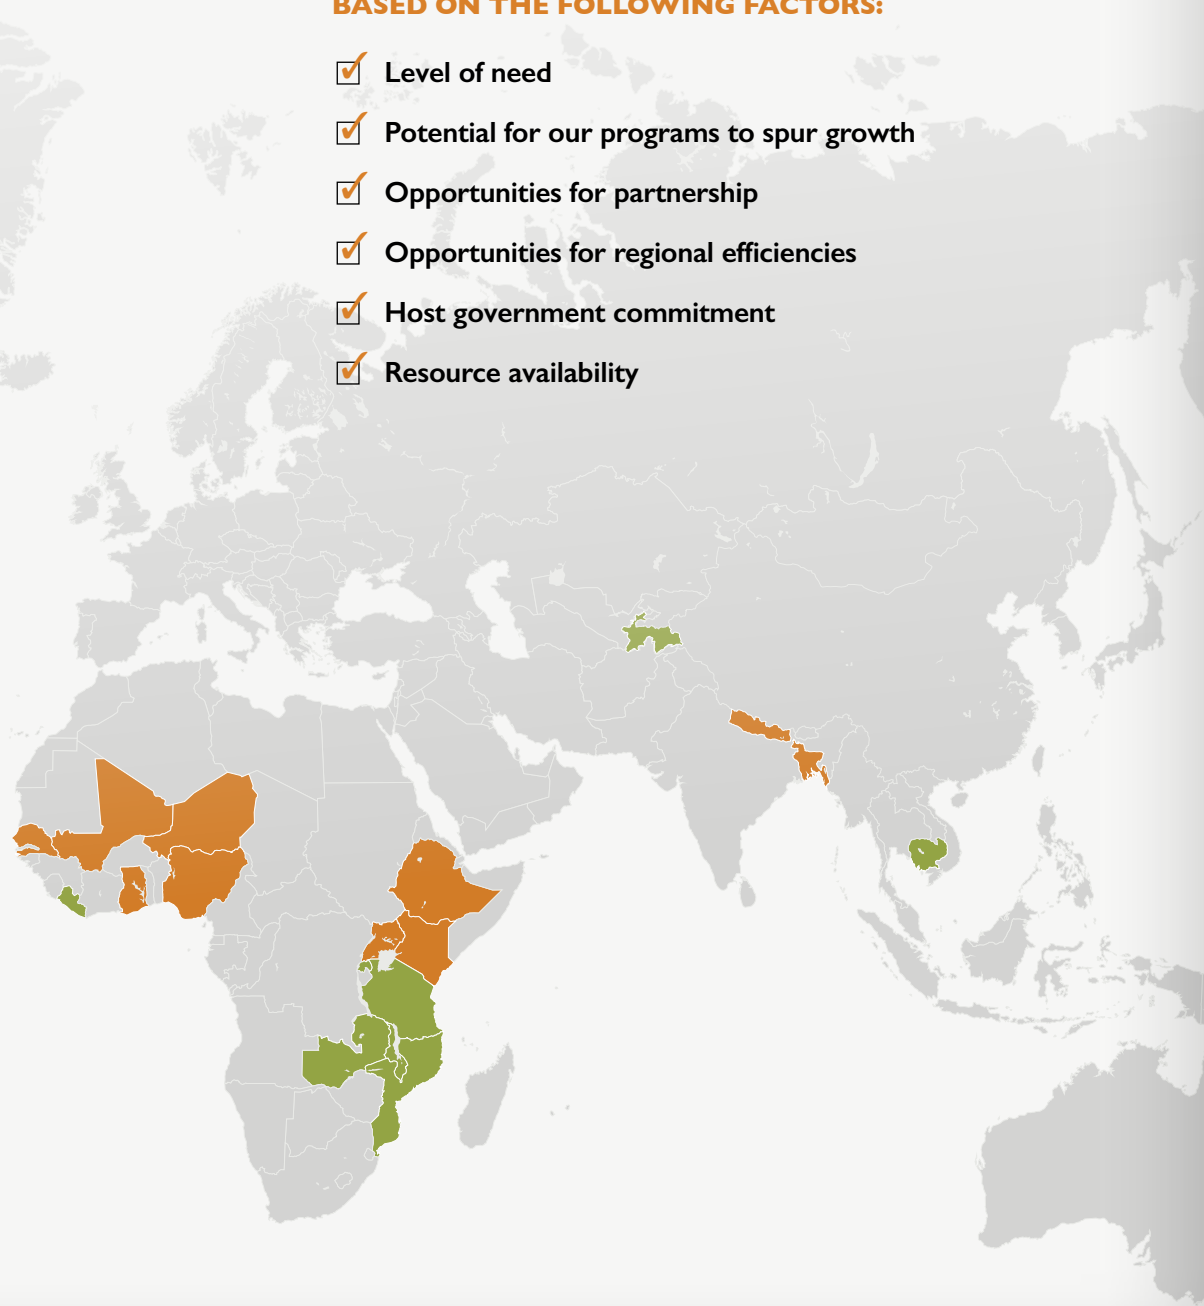 BASED ON THE FOLLOWING FACTORS:
Level of need
Potential for our programs to spur growth
Opportunities for partnership
Opportunities for regional efficiencies
Host government commitment
Resource availability